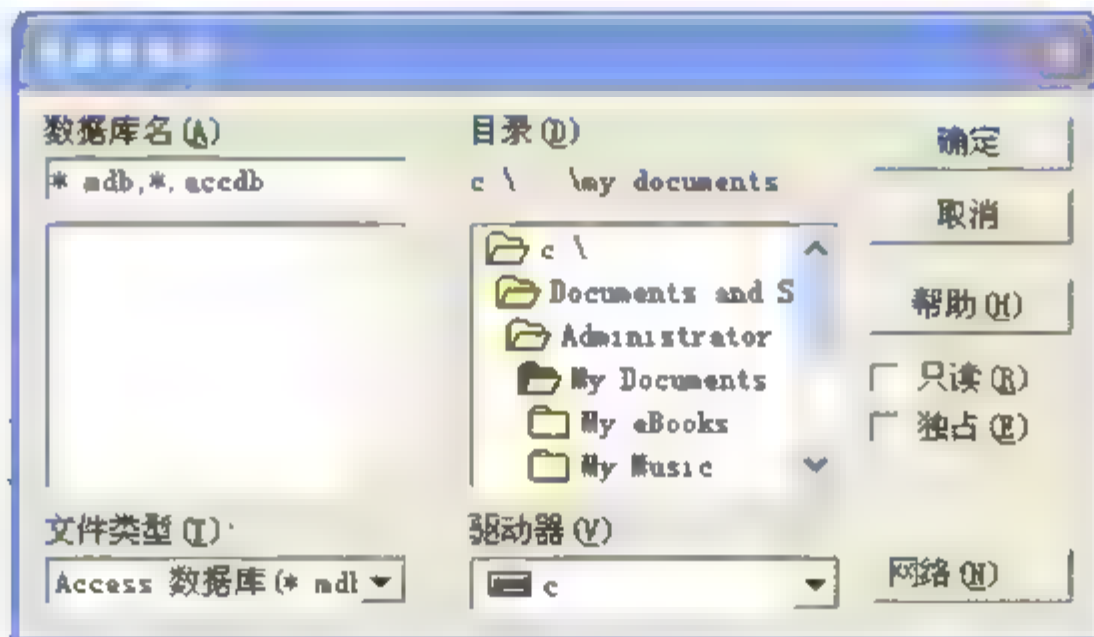 数据库名(A)
* mdb,*.accdb
文件类型(T)·
Access 数据库(* mdl
目录(D)
c \ \my documents
c \
Documents and S
Administrator
My Documents
My eBooks
My Music
驱动器(V)
c
确定
取消
帮助(H)
只读(R)
独占(E)
网络(N)